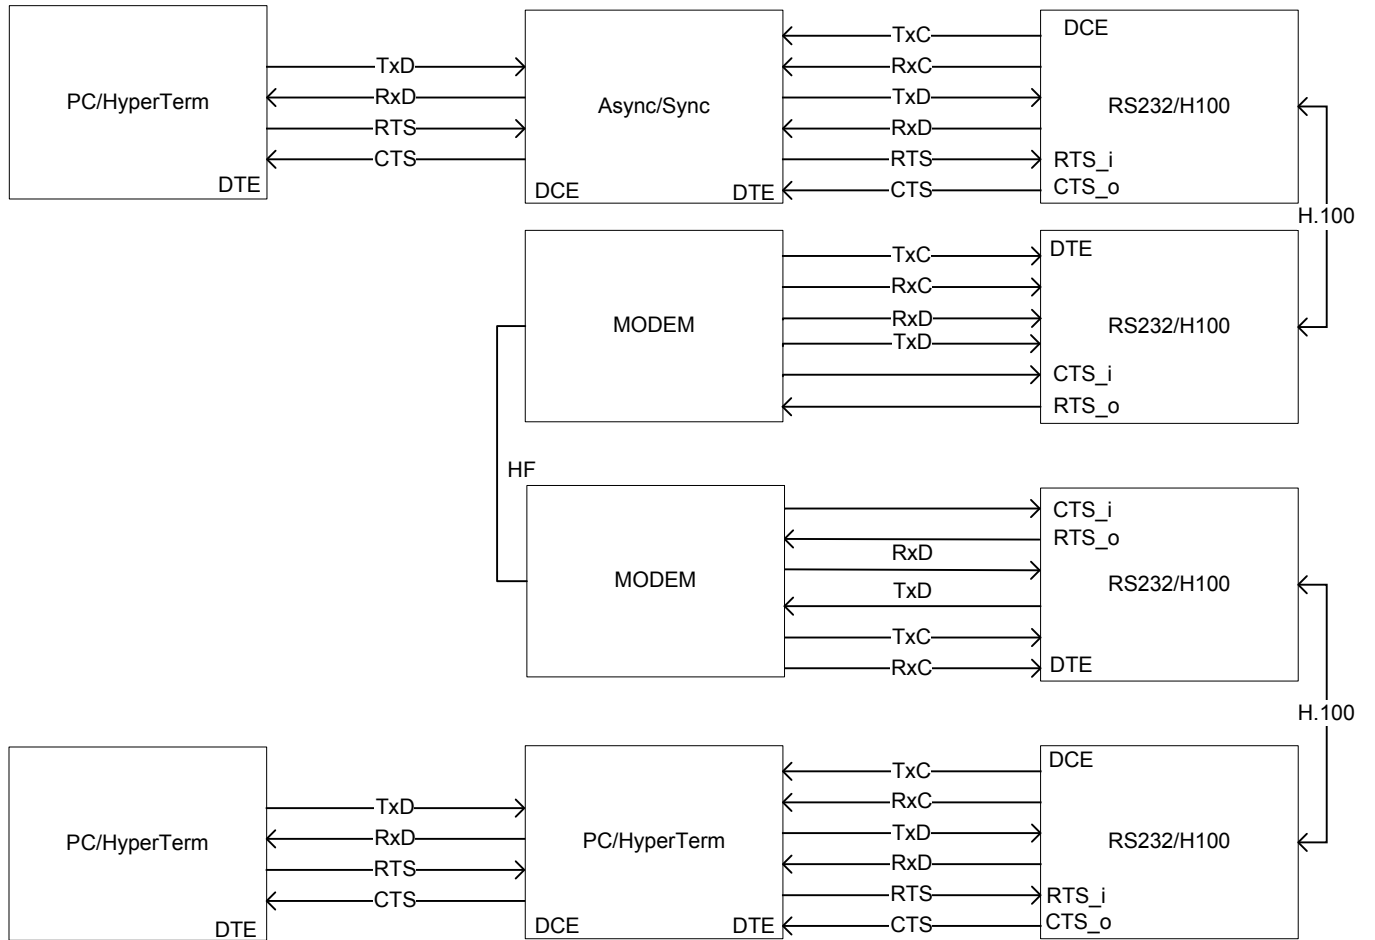 DCE
TxC
TxD
RxC
PC/HyperTerm
RxD
Async/Sync
TxD
RS232/H100
RTS
RxD
CTS
RTS
RTS_i
DTE
DCE
DTE
CTS
CTS_o
H.100
TxC
DTE
RxC
MODEM
RxD
RS232/H100
TxD
CTS_i
RTS_o
HF
CTS_i
RTS_o
RxD
MODEM
TxD
RS232/H100
TxC
RxC
DTE
H.100
DCE
TxC
TxD
RxC
PC/HyperTerm
RxD
PC/HyperTerm
TxD
RS232/H100
RTS
RxD
CTS
RTS
RTS_i
DTE
DCE
DTE
CTS
CTS_o